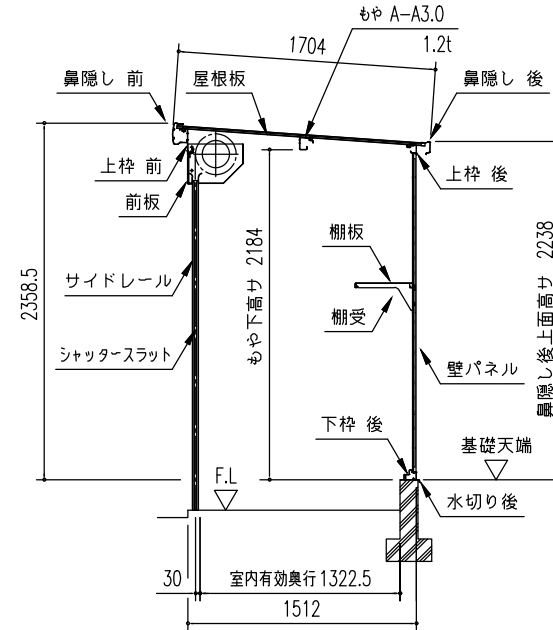 もや A-A3.0
1704
1.2t
鼻隠し 前
屋根板
鼻隠し 後
上枠 前
上枠 後
前板
棚板
サイドレール
棚受
シャッタースラット
壁パネル
2358.5
もや下高サ 2184
鼻隠し後上面高サ 2238
下枠 後
基礎天端
F.L
水切り後
30
室内有効奥行1322.5
1512